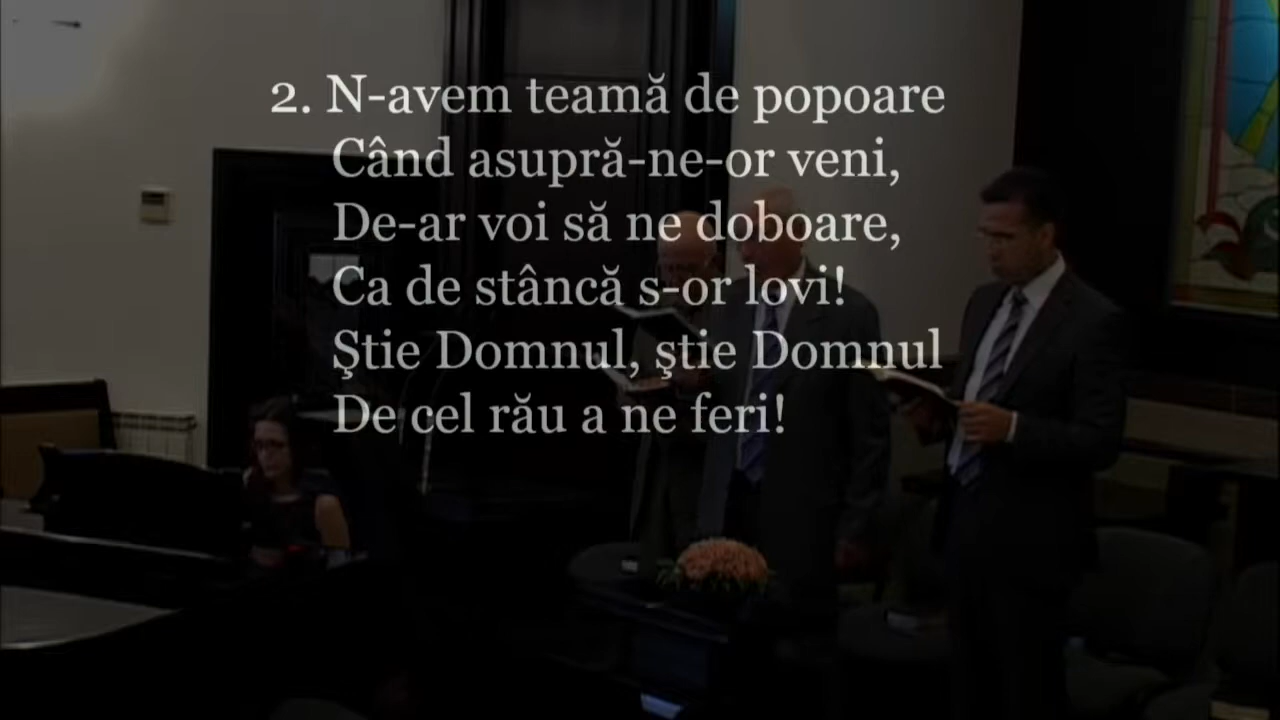 2. N-avem teamă de popoare
Când asupră-ne-or veni,
De-ar voi să ne doboare,
Ca de stâncă s-or lovi!
Ştie Domnul, ştie Domnul
De cel rău a ne feri!